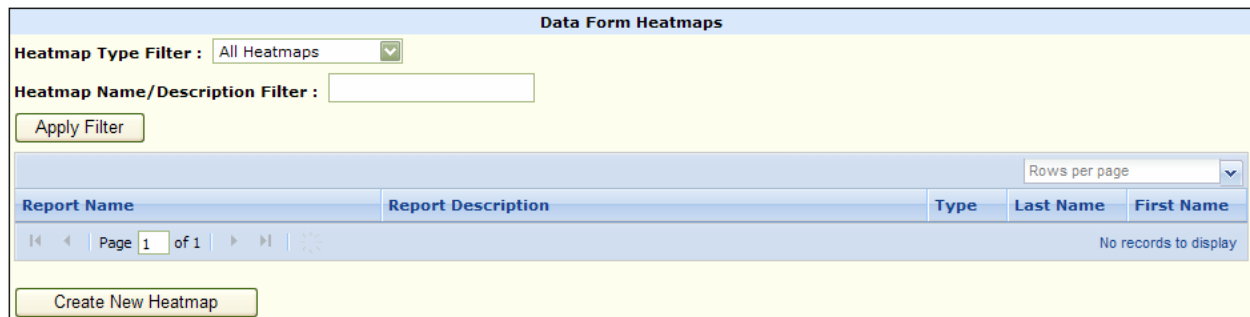 Data Form Heatmaps
Heatmap Type Filter : All Heatmaps
Heatmap Name/Description Filter :
Apply Filter
Rows per page
Report Name Report Description Type Last Name First Name
Page 1 of 1 No records to display
Create New Heatmap